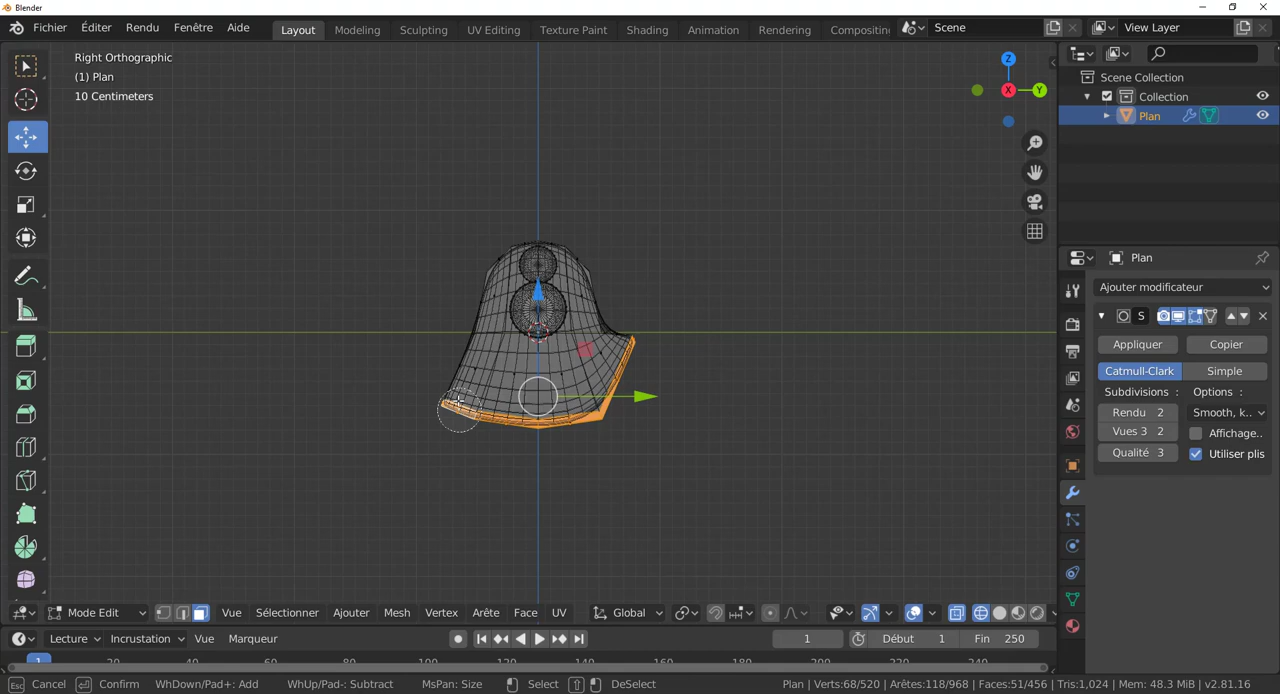 Blender
Fichier Éditer Rendu Fenêtre Aide Layout Modeling Sculpting UV Editing Texture Paint Shading Animation Rendering Compositing Scene View Layer
Right Orthographic
(1) Plan
10 Centimeters
Z
X
Y
Scene Collection
Collection
Plan
Plan
Ajouter modificateur
S
Appliquer Copier
Catmull-Clark Simple
Subdivisions : Options :
Rendu 2 Smooth, k..
Vues 3 2 Affichage..
Qualité 3 Utiliser plis
Mode Edit Vue Sélectionner Ajouter Mesh Vertex Arête Face UV Global
Lecture Incrustation Vue Marqueur 1 Début 1 Fin 250
1 20 40 60 80 100 120 140 160 180 200 220 240
Esc Cancel Confirm WhDown/Pad+: Add WhUp/Pad-: Subtract MsPan: Size Select DeSelect Plan | Verts:68/520 | Arêtes:118/968 | Faces:51/456 | Tris:1,024 | Mem: 48.3 MiB | v2.81.16